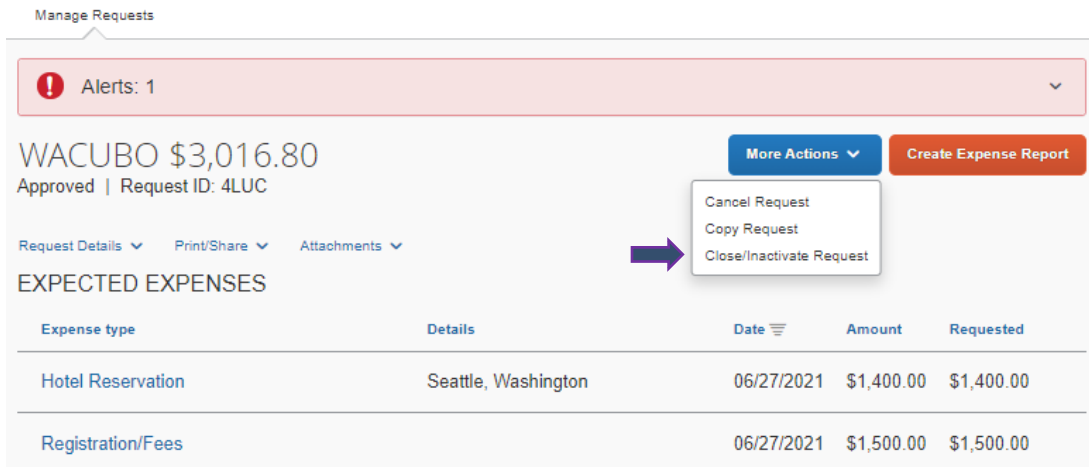 Manage Requests
Alerts: 1
WACUBO $3,016.80
More Actions
Create Expense Report
Approved | Request ID: 4LUC
Cancel Request
Copy Request
Close/Inactivate Request
Request Details Print/Share Attachments
EXPECTED EXPENSES
Expense type Details Date Amount Requested
Hotel Reservation Seattle, Washington 06/27/2021 $1,400.00 $1,400.00
Registration/Fees 06/27/2021 $1,500.00 $1,500.00